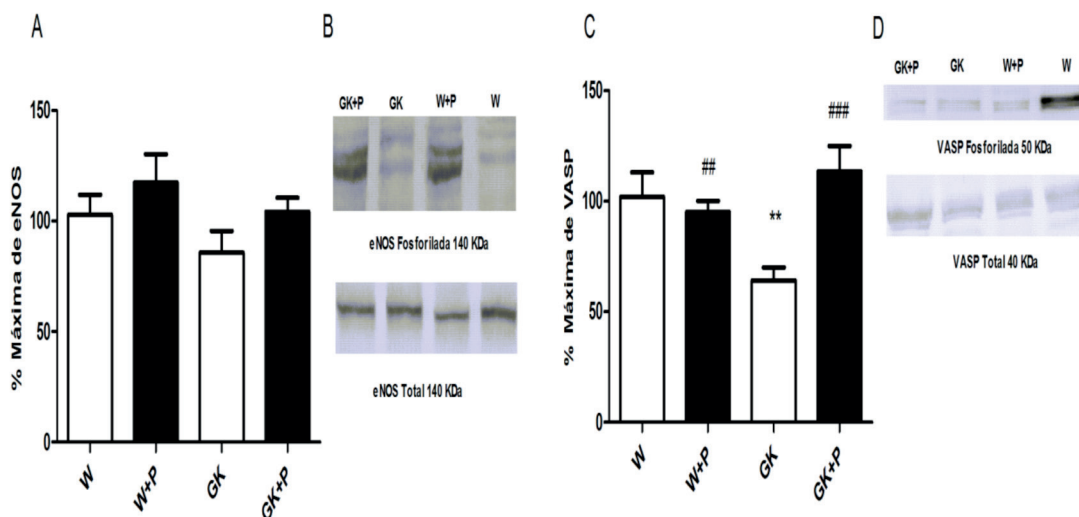 A
% Máxima de eNOS
150
100
50
0
W
W+P
GK
GK+P
B
GK+P GK W+P W
eNOS Fosforilada 140 KDa
eNOS Total 140 KDa
C
% Máxima de VASP
150
100
50
0
##
**
###
W
W+P
GK
GK+P
D
GK+P GK W+P W
VASP Fosforilada 50 KDa
VASP Total 40 KDa